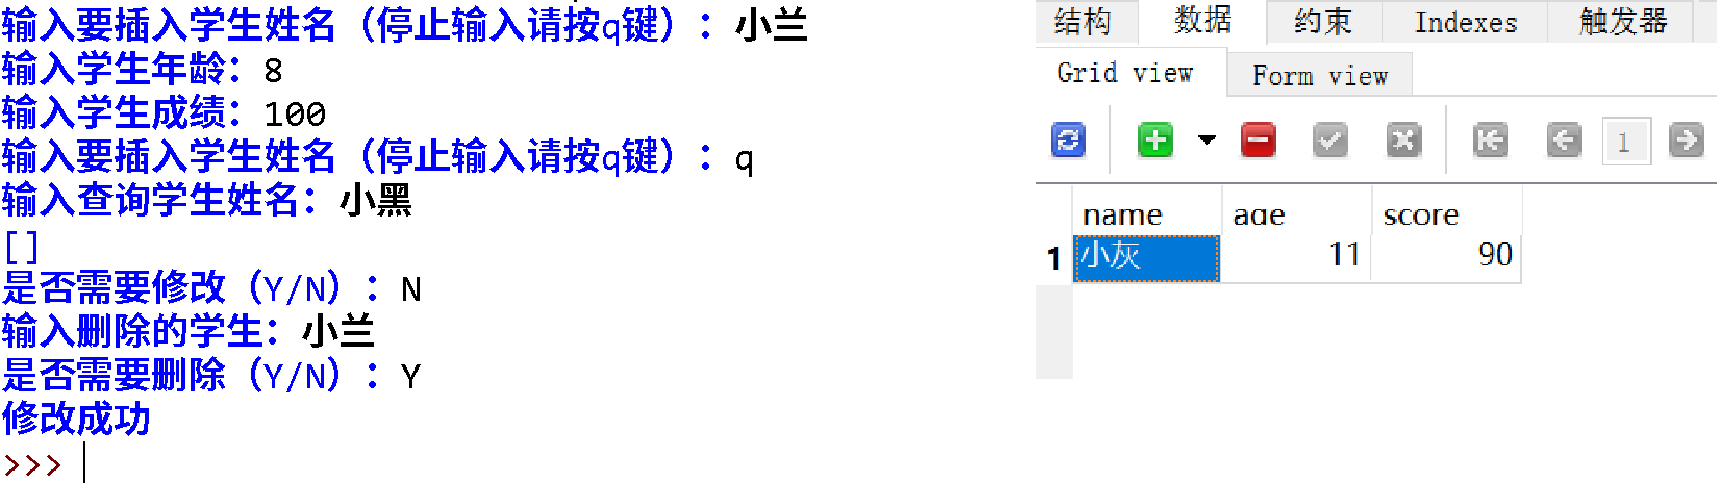 输入要插入学生姓名（停止输入请按q键）：小兰
输入学生年龄：8
输入学生成绩：100
输入要插入学生姓名（停止输入请按q键）：q
输入查询学生姓名：小黑
[]
是否需要修改（Y/N）：N
输入删除的学生：小兰
是否需要删除（Y/N）：Y
修改成功
>>>
结构 数据 约束 Indexes 触发器
Grid view Form view
1
name age score
1 小灰 11 90